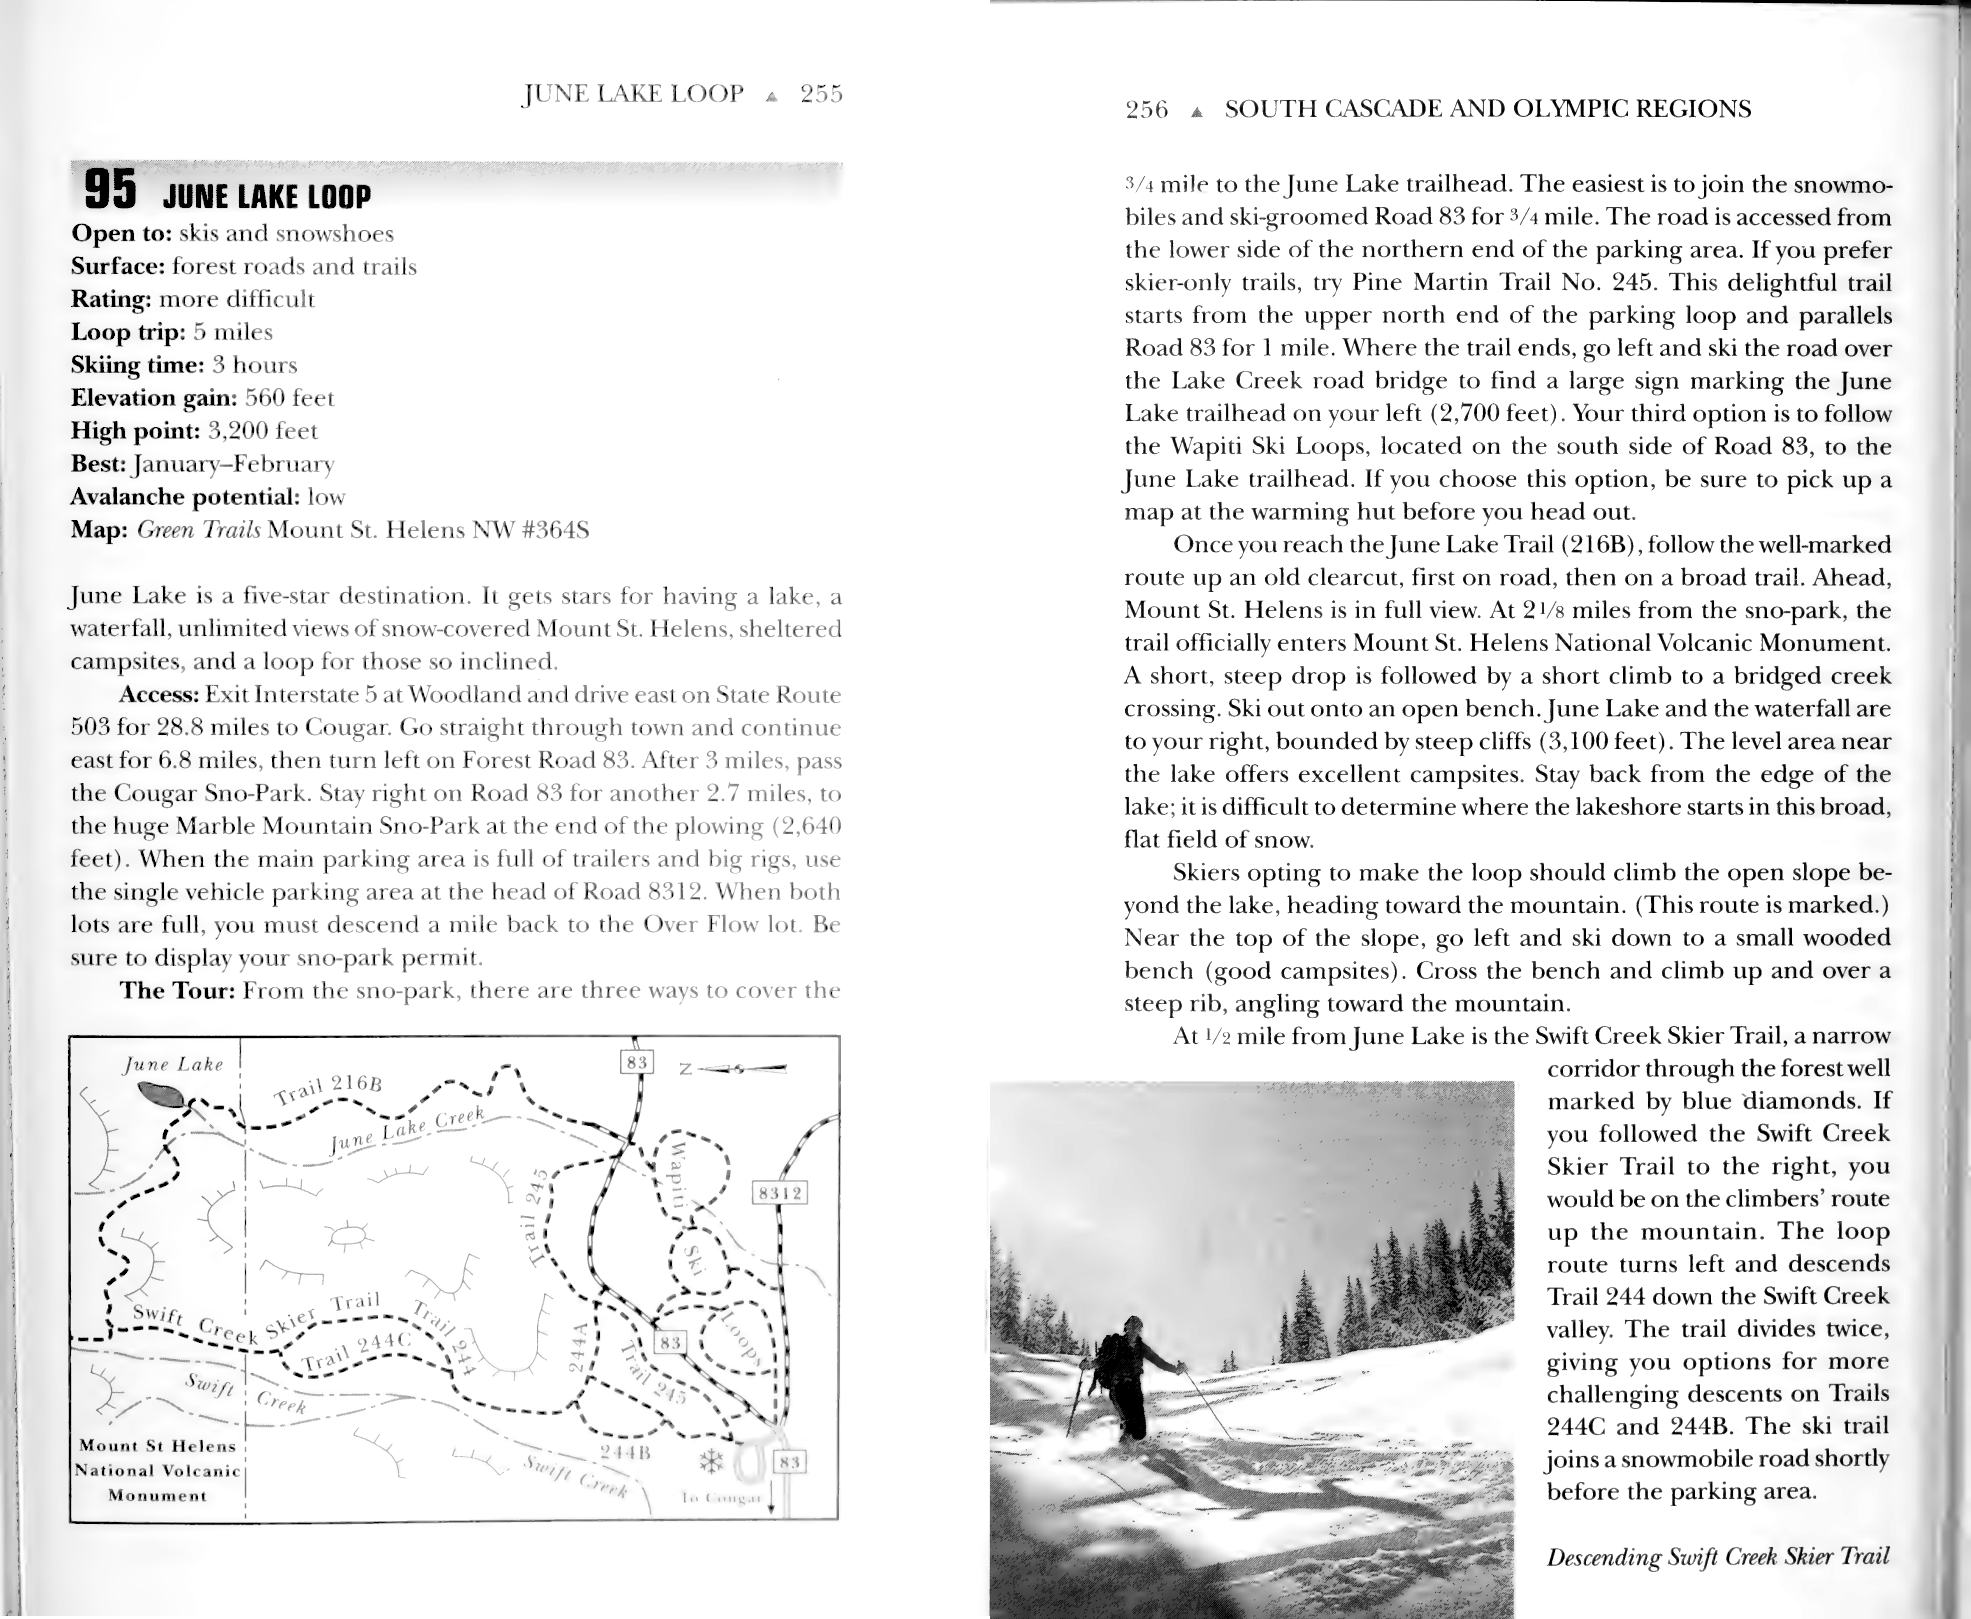 JUNE LAKE LOOP ▲ 255
95 JUNE LAKE LOOP
Open to: skis and snowshoes
Surface: forest roads and trails
Rating: more difficult
Loop trip: 5 miles
Skiing time: 3 hours
Elevation gain: 560 feet
High point: 3,200 feet
Best: January–February
Avalanche potential: low
Map: Green Trails Mount St. Helens NW #364S
June Lake is a five-star destination. It gets stars for having a lake, a
waterfall, unlimited views of snow-covered Mount St. Helens, sheltered
campsites, and a loop for those so inclined.
Access: Exit Interstate 5 at Woodland and drive east on State Route
503 for 28.8 miles to Cougar. Go straight through town and continue
east for 6.8 miles, then turn left on Forest Road 83. After 3 miles, pass
the Cougar Sno-Park. Stay right on Road 83 for another 2.7 miles, to
the huge Marble Mountain Sno-Park at the end of the plowing (2,640
feet). When the main parking area is full of trailers and big rigs, use
the single vehicle parking area at the head of Road 8312. When both
lots are full, you must descend a mile back to the Over Flow lot. Be
sure to display your sno-park permit.
The Tour: From the sno-park, there are three ways to cover the
June Lake
Trail 216B
83
Z
June Lake Creek
Wapiti
8312
Trail 245
Ski
Swift Creek Skier Trail
Trail 244
Trail 244C
244A
83
Loops
Trail 245
Swift Creek
244B
Swift Creek
83
To Cougar
Mount St Helens
National Volcanic
Monument
256 ▲ SOUTH CASCADE AND OLYMPIC REGIONS
3/4 mile to the June Lake trailhead. The easiest is to join the snowmo-
biles and ski-groomed Road 83 for 3/4 mile. The road is accessed from
the lower side of the northern end of the parking area. If you prefer
skier-only trails, try Pine Martin Trail No. 245. This delightful trail
starts from the upper north end of the parking loop and parallels
Road 83 for 1 mile. Where the trail ends, go left and ski the road over
the Lake Creek road bridge to find a large sign marking the June
Lake trailhead on your left (2,700 feet). Your third option is to follow
the Wapiti Ski Loops, located on the south side of Road 83, to the
June Lake trailhead. If you choose this option, be sure to pick up a
map at the warming hut before you head out.
Once you reach the June Lake Trail (216B), follow the well-marked
route up an old clearcut, first on road, then on a broad trail. Ahead,
Mount St. Helens is in full view. At 2 1/8 miles from the sno-park, the
trail officially enters Mount St. Helens National Volcanic Monument.
A short, steep drop is followed by a short climb to a bridged creek
crossing. Ski out onto an open bench. June Lake and the waterfall are
to your right, bounded by steep cliffs (3,100 feet). The level area near
the lake offers excellent campsites. Stay back from the edge of the
lake; it is difficult to determine where the lakeshore starts in this broad,
flat field of snow.
Skiers opting to make the loop should climb the open slope be-
yond the lake, heading toward the mountain. (This route is marked.)
Near the top of the slope, go left and ski down to a small wooded
bench (good campsites). Cross the bench and climb up and over a
steep rib, angling toward the mountain.
At 1/2 mile from June Lake is the Swift Creek Skier Trail, a narrow
corridor through the forest well
marked by blue diamonds. If
you followed the Swift Creek
Skier Trail to the right, you
would be on the climbers' route
up the mountain. The loop
route turns left and descends
Trail 244 down the Swift Creek
valley. The trail divides twice,
giving you options for more
challenging descents on Trails
244C and 244B. The ski trail
joins a snowmobile road shortly
before the parking area.
Descending Swift Creek Skier Trail